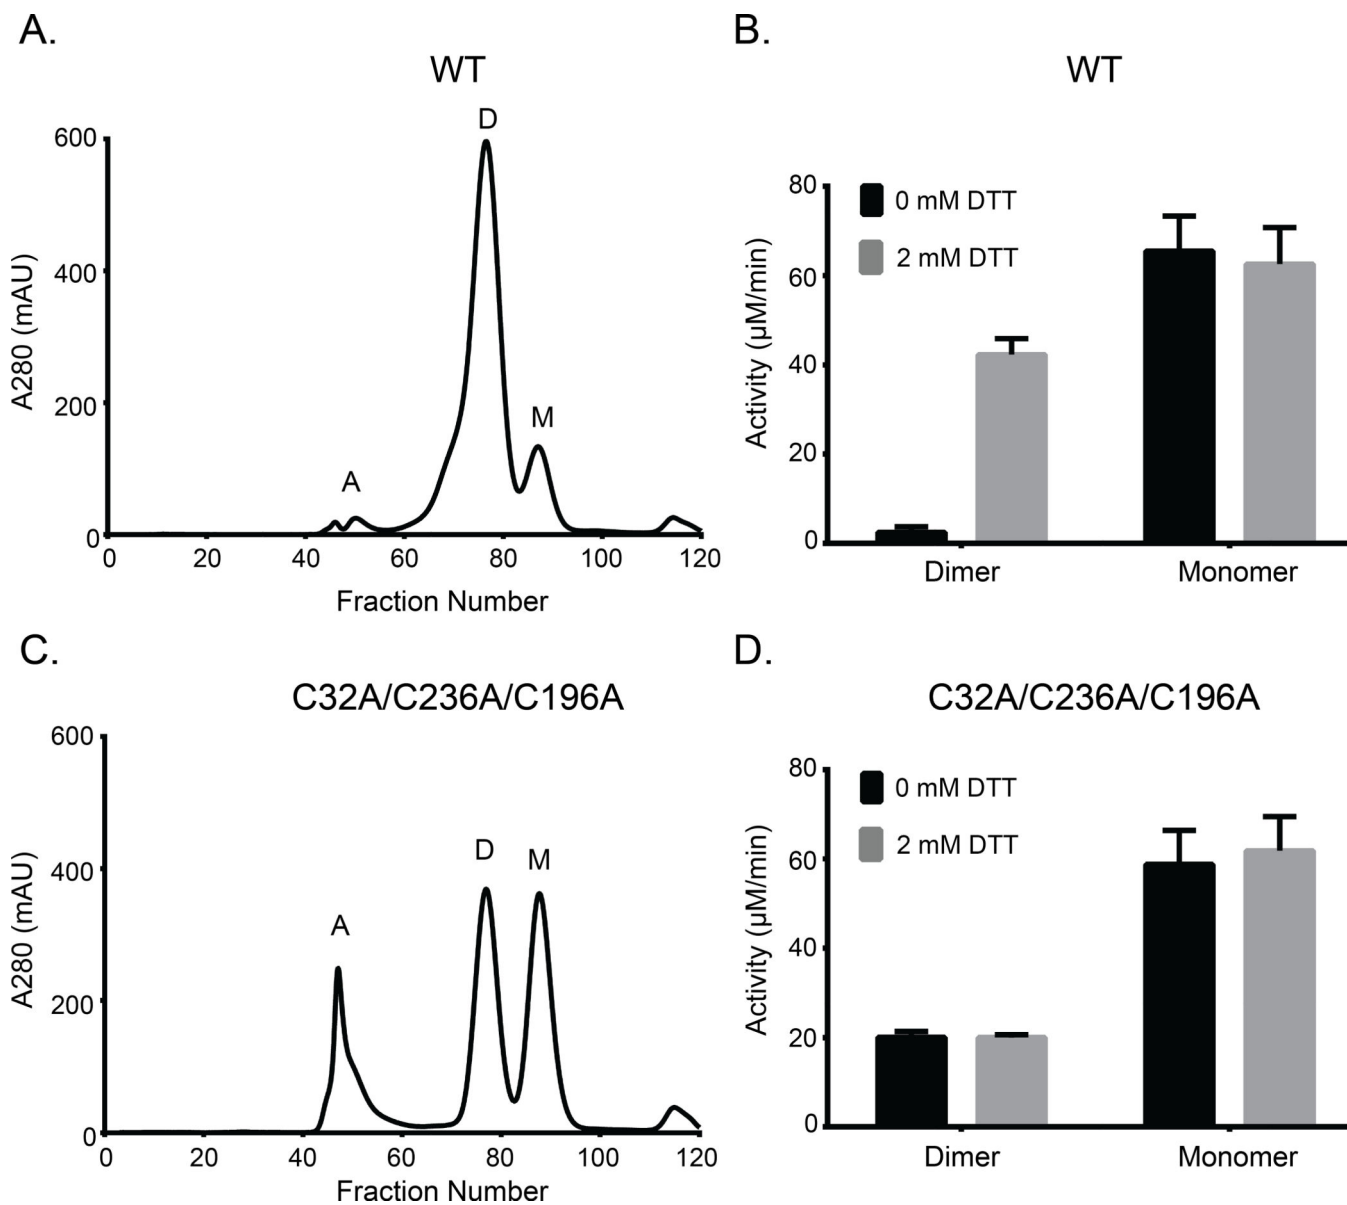 A.
WT
D
M
A
600
400
200
0
0 20 40 60 80 100 120
A280 (mAU)
Fraction Number
B.
WT
0 mM DTT
2 mM DTT
80
60
40
20
0
Activity (µM/min)
Dimer Monomer
C.
C32A/C236A/C196A
A
D
M
600
400
200
0
0 20 40 60 80 100 120
A280 (mAU)
Fraction Number
D.
C32A/C236A/C196A
0 mM DTT
2 mM DTT
80
60
40
20
0
Activity (µM/min)
Dimer Monomer